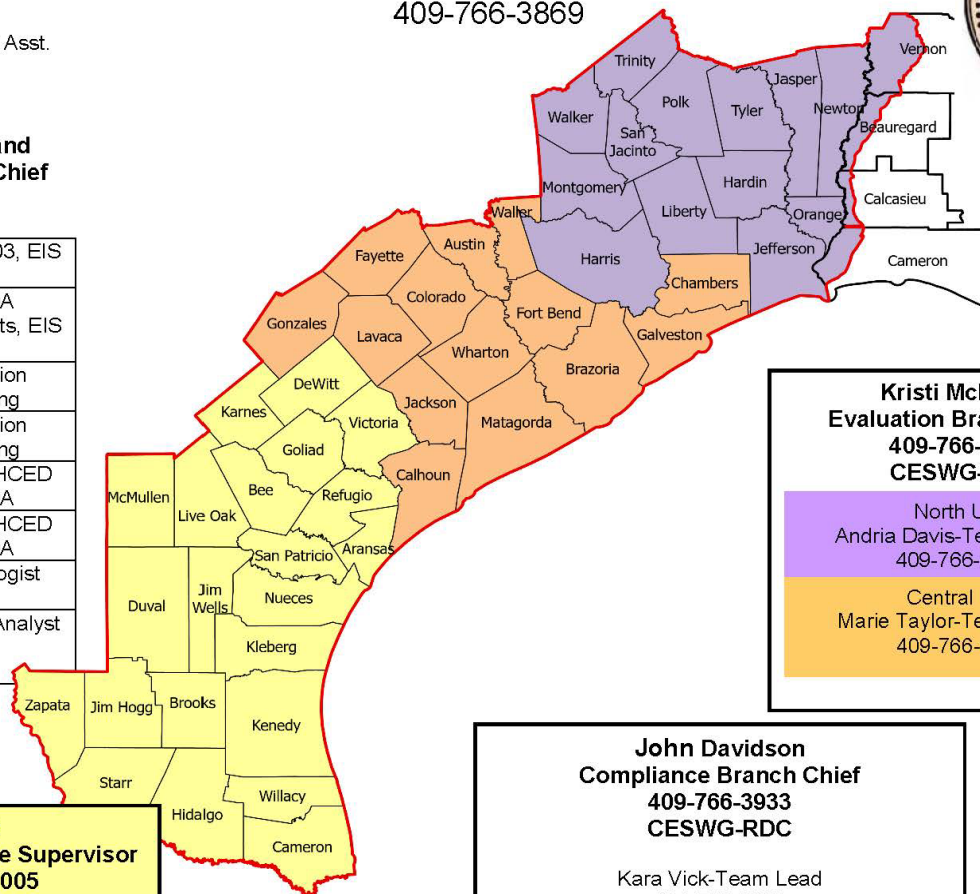 409-766-3869
Asst.
and
Chief
03, EIS
A
ts, EIS
ion
ng
ion
ng
HCED
A
HCED
A
ogist
Analyst
Trinity
Vernon
Jasper
Polk
Tyler
Newton
Walker
San
Jacinto
Beauregard
Hardin
Montgomery
Calcasieu
Liberty
Orange
Waller
Austin
Jefferson
Fayette
Harris
Cameron
Chambers
Colorado
Fort Bend
Gonzales
Lavaca
Galveston
Wharton
Brazoria
DeWitt
Karnes
Jackson
Victoria
Matagorda
Goliad
Calhoun
Bee
Refugio
McMullen
Live Oak
San Patricio
Aransas
Jim
Wells
Nueces
Duval
Kleberg
Zapata
Jim Hogg
Brooks
Kenedy
Starr
Willacy
Hidalgo
Cameron
Kristi Mc
Evaluation Bra
409-766-
CESWG-
North U
Andria Davis-Te
409-766-
Central
Marie Taylor-Te
409-766-
John Davidson
Compliance Branch Chief
409-766-3933
CESWG-RDC
Kara Vick-Team Lead
e Supervisor
005